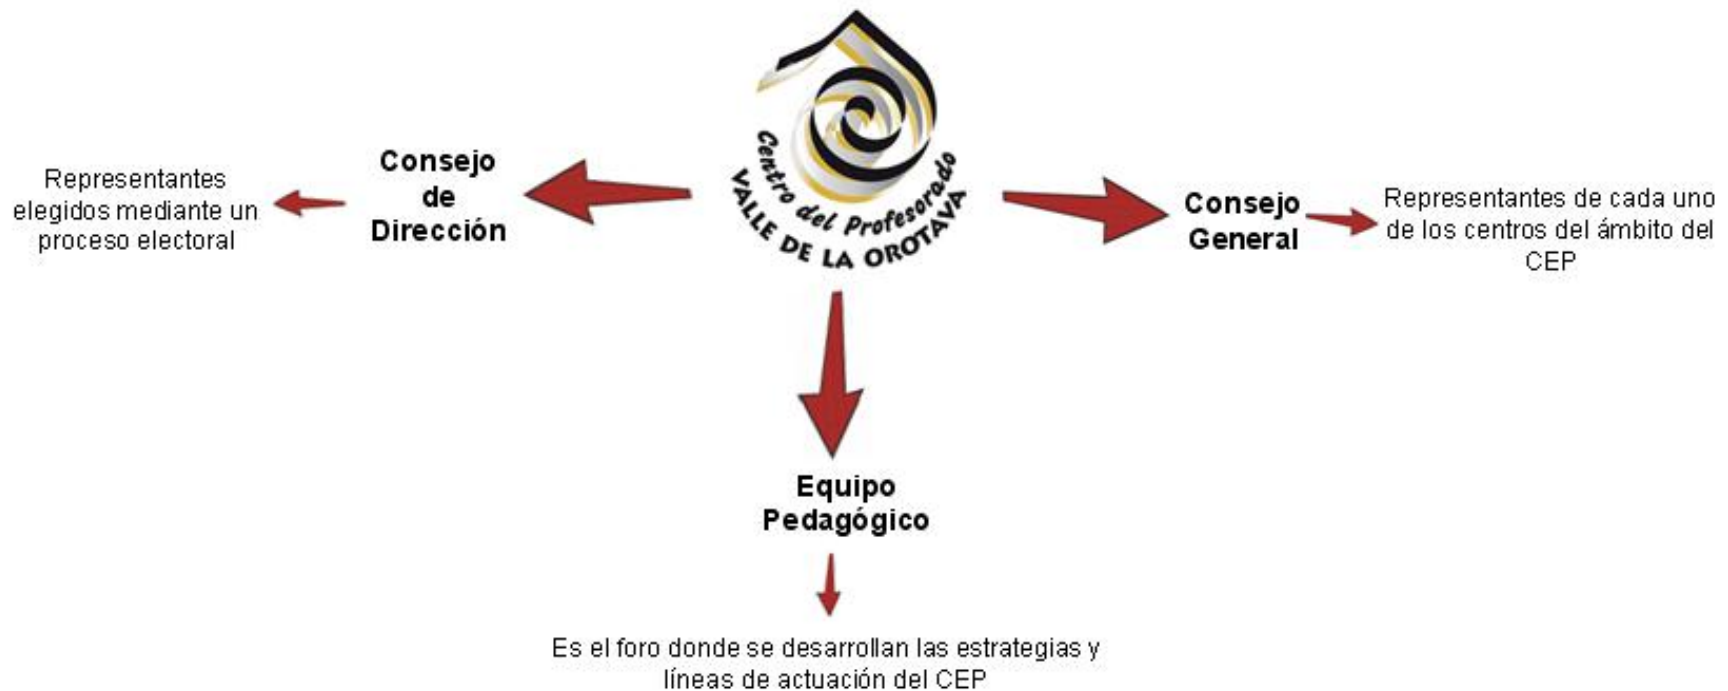 Centro del Profesorado
VALLE DE LA OROTAVA
Consejo
de
Dirección
Representantes
elegidos mediante un
proceso electoral
Consejo
General
Representantes de cada uno
de los centros del ámbito del
CEP
Equipo
Pedagógico
Es el foro donde se desarrollan las estrategias y
líneas de actuación del CEP